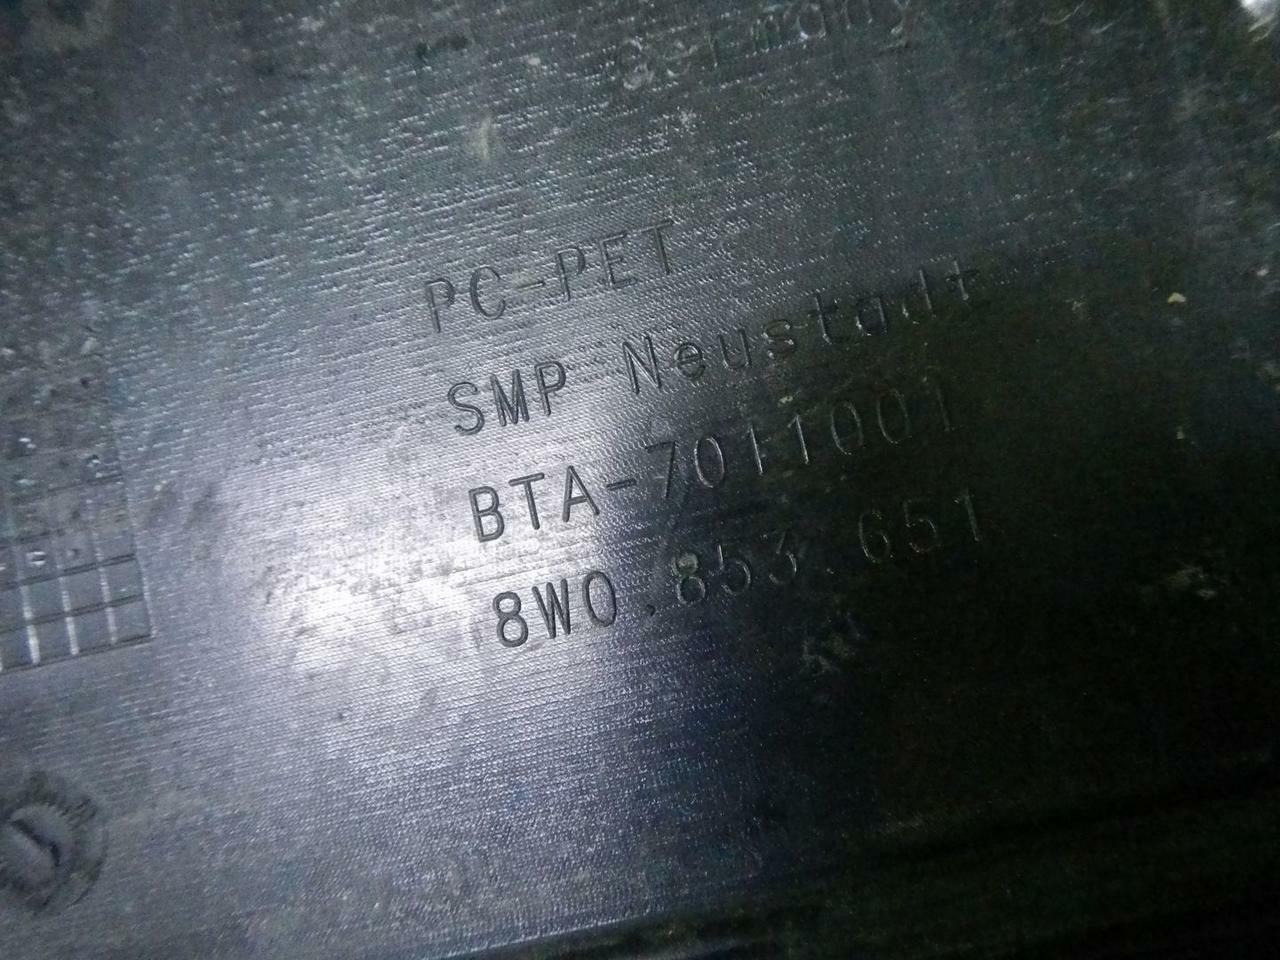 PC-PET
SMP Neustadt
BTA-7011001
8W0.853.651